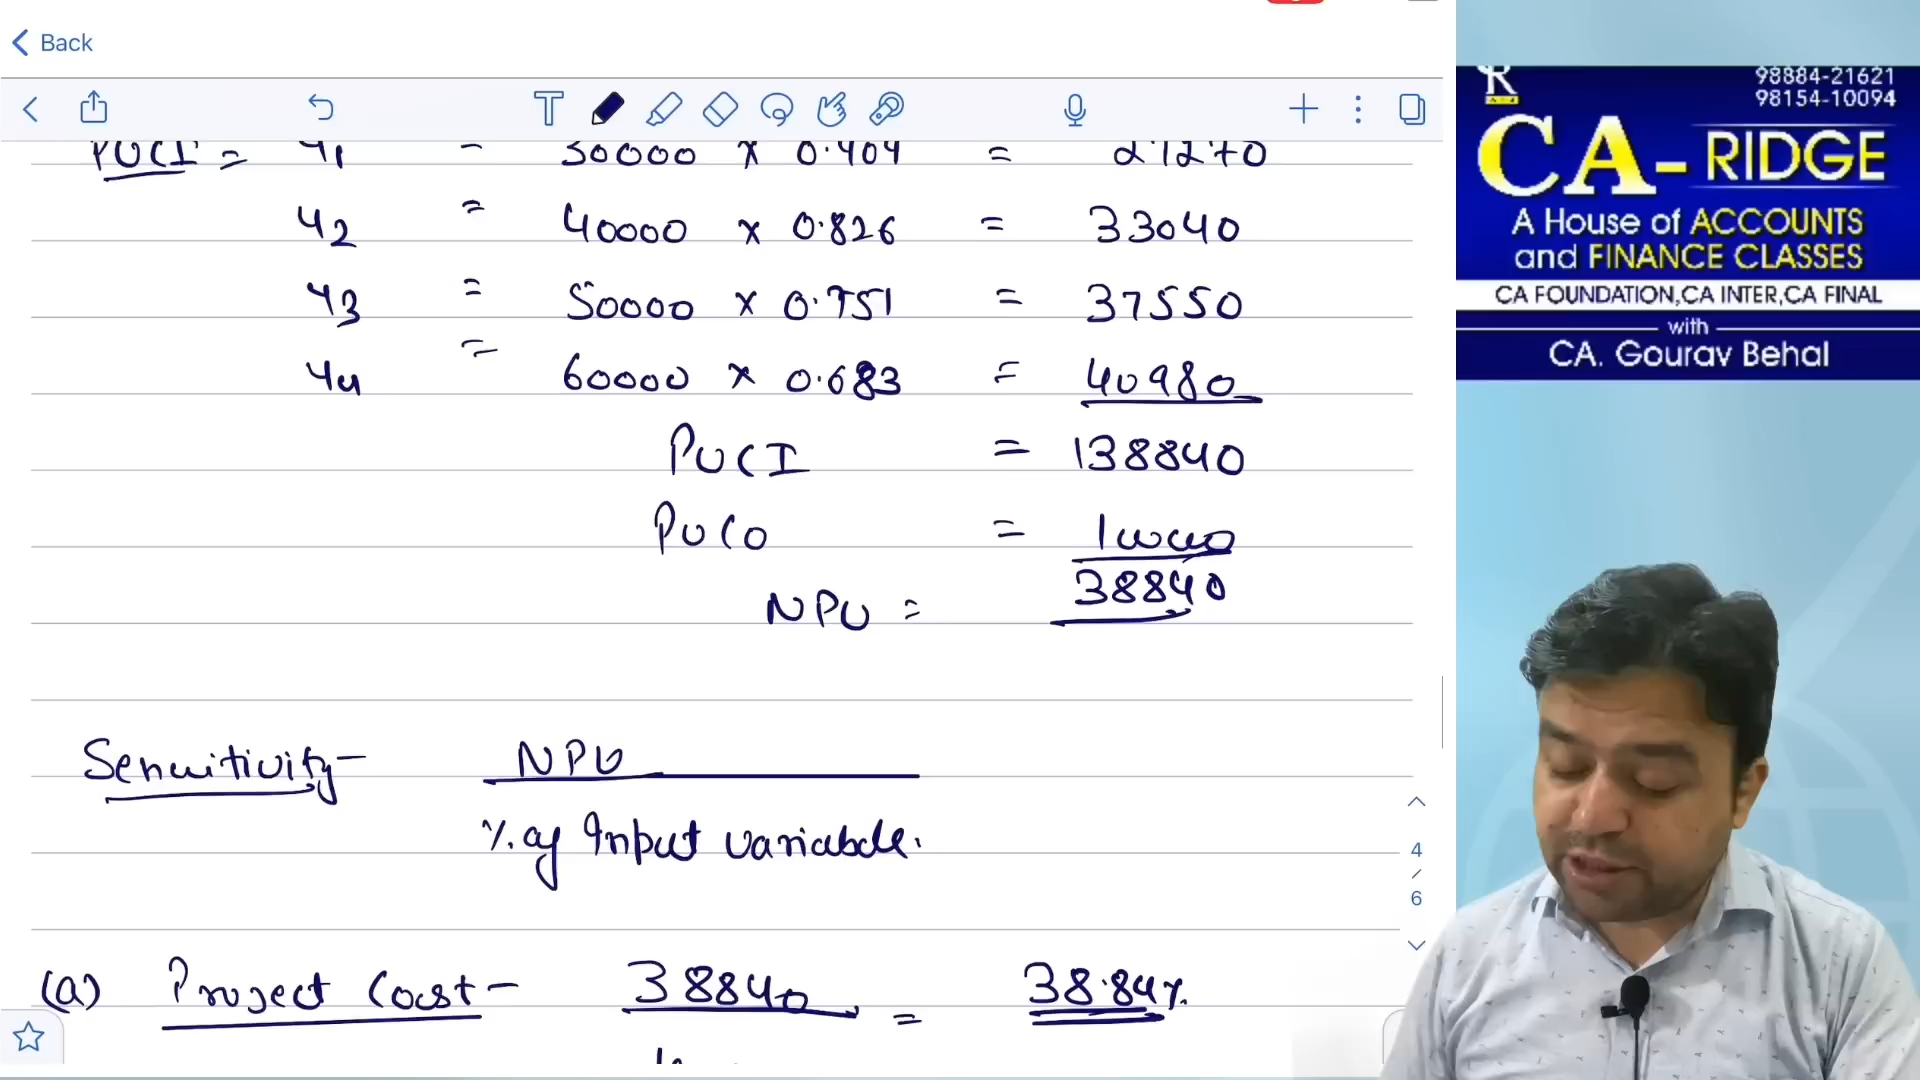 Back
PVCI = Y1 = 30000 × 0.909 = 27270
Y2 = 40000 × 0.826 = 33040
Y3 = 50000 × 0.751 = 37550
Y4 = 60000 × 0.683 = 40980
PVCI = 138840
PVCO = 100000
NPV = 38840
Sensitivity- NPV
%. of Input variable.
(a) Project Cost- 38840 = 38.84%.
4
/
6
98884-21621
98154-10094
CA-RIDGE
A House of ACCOUNTS
and FINANCE CLASSES
CA FOUNDATION,CA INTER,CA FINAL
with
CA. Gourav Behal